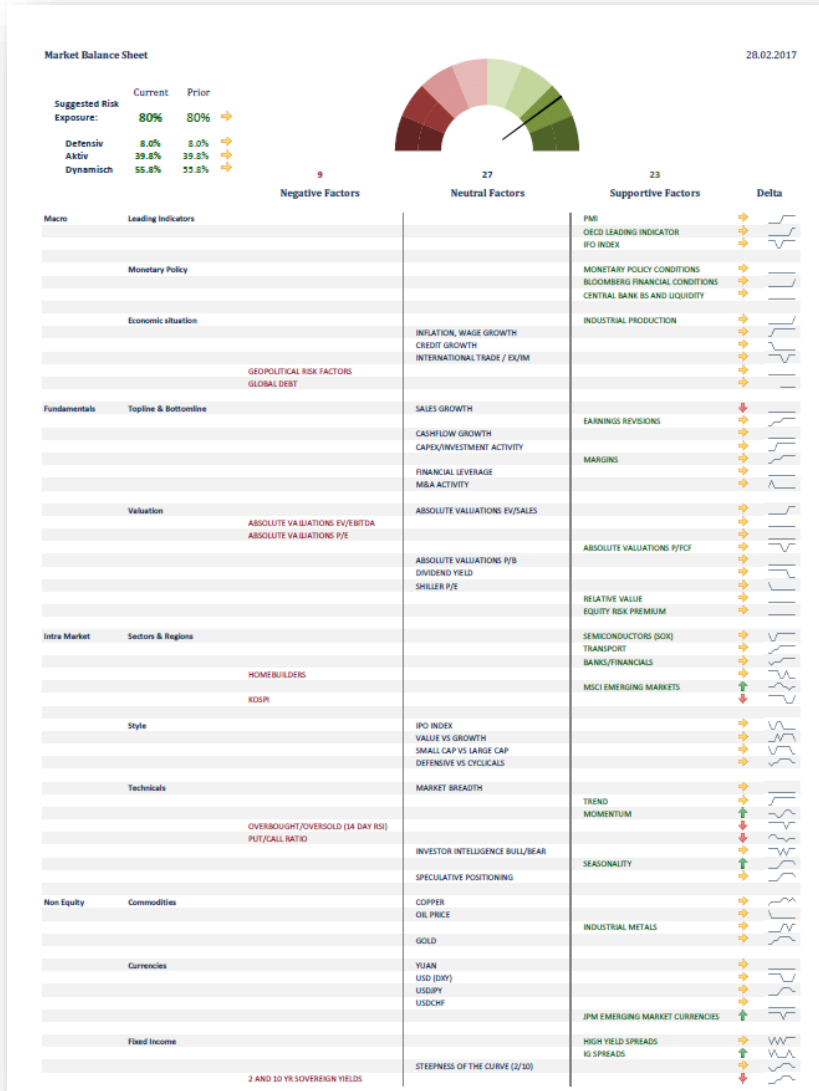 Market Balance Sheet 28.02.2017
Current Prior
Suggested Risk
Exposure: 80% 80%
Defensiv 8.0% 8.0%
Aktiv 39.8% 39.8%
Dynamisch 55.8% 55.8%
9 27 23
Negative Factors Neutral Factors Supportive Factors Delta
Macro Leading Indicators PMI
OECD LEADING INDICATOR
IFO INDEX
Monetary Policy MONETARY POLICY CONDITIONS
BLOOMBERG FINANCIAL CONDITIONS
CENTRAL BANK BS AND LIQUIDITY
Economic situation INDUSTRIAL PRODUCTION
INFLATION, WAGE GROWTH
CREDIT GROWTH
INTERNATIONAL TRADE / EX/IM
GEOPOLITICAL RISK FACTORS
GLOBAL DEBT
Fundamentals Topline & Bottomline SALES GROWTH
EARNINGS REVISIONS
CASHFLOW GROWTH
CAPEX/INVESTMENT ACTIVITY
MARGINS
FINANCIAL LEVERAGE
M&A ACTIVITY
Valuation ABSOLUTE VALUATIONS EV/SALES
ABSOLUTE VALUATIONS EV/EBITDA
ABSOLUTE VALUATIONS P/E
ABSOLUTE VALUATIONS P/FCF
ABSOLUTE VALUATIONS P/B
DIVIDEND YIELD
SHILLER P/E
RELATIVE VALUE
EQUITY RISK PREMIUM
Intra Market Sectors & Regions SEMICONDUCTORS (SOX)
TRANSPORT
BANKS/FINANCIALS
HOMEBUILDERS
MSCI EMERGING MARKETS
KOSPI
Style IPO INDEX
VALUE VS GROWTH
SMALL CAP VS LARGE CAP
DEFENSIVE VS CYCLICALS
Technicals MARKET BREADTH
TREND
MOMENTUM
OVERBOUGHT/OVERSOLD (14 DAY RSI)
PUT/CALL RATIO
INVESTOR INTELLIGENCE BULL/BEAR
SEASONALITY
SPECULATIVE POSITIONING
Non Equity Commodities COPPER
OIL PRICE
INDUSTRIAL METALS
GOLD
Currencies YUAN
USD (DXY)
USDJPY
USDCHF
JPM EMERGING MARKET CURRENCIES
Fixed Income HIGH YIELD SPREADS
IG SPREADS
STEEPNESS OF THE CURVE (2/10)
2 AND 10 YR SOVEREIGN YIELDS